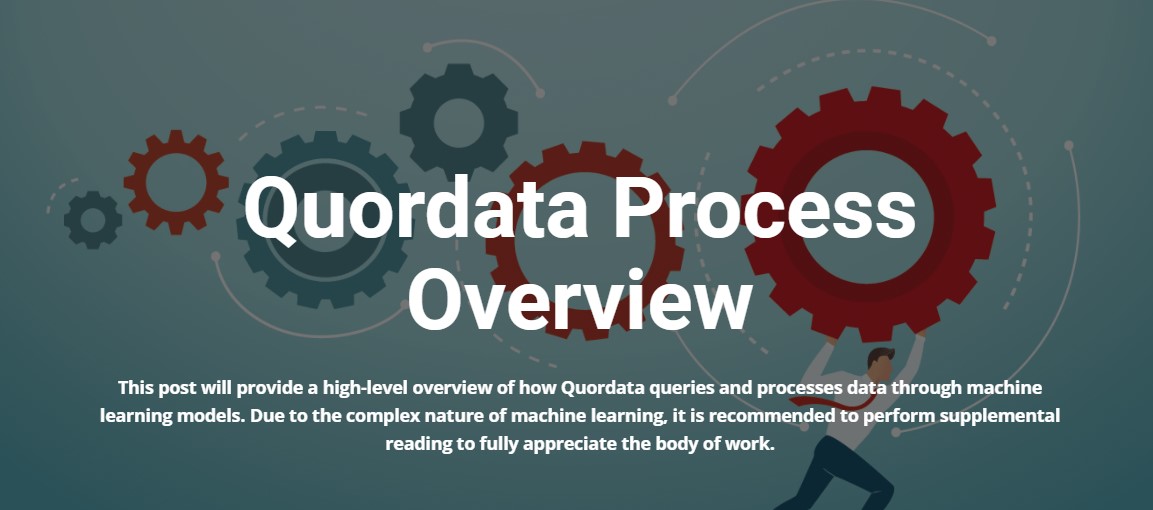 Quordata Process
Overview
This post will provide a high-level overview of how Quordata queries and processes data through machine
learning models. Due to the complex nature of machine learning, it is recommended to perform supplemental
reading to fully appreciate the body of work.